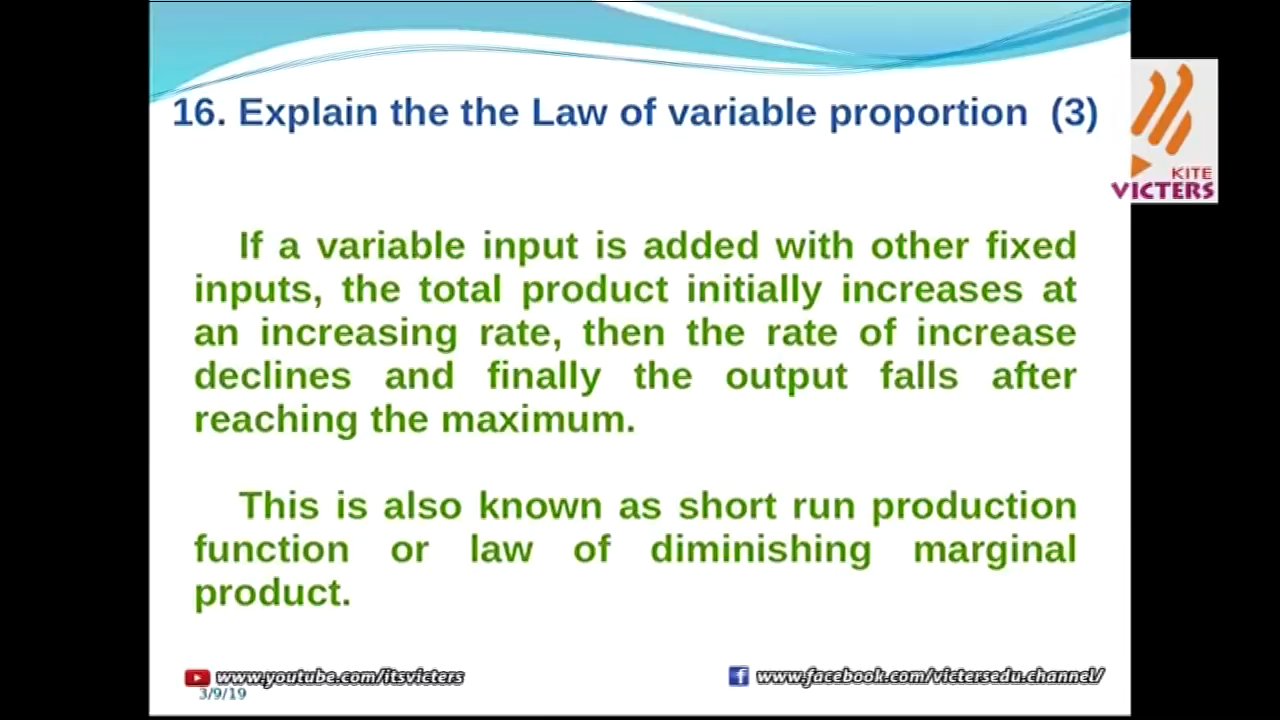 16. Explain the the Law of variable proportion (3)
KITE
VICTERS
If a variable input is added with other fixed
inputs, the total product initially increases at
an increasing rate, then the rate of increase
declines and finally the output falls after
reaching the maximum.
This is also known as short run production
function or law of diminishing marginal
product.
www.youtube.com/itsvicters
www.facebook.com/victersedu.channel/
3/9/19